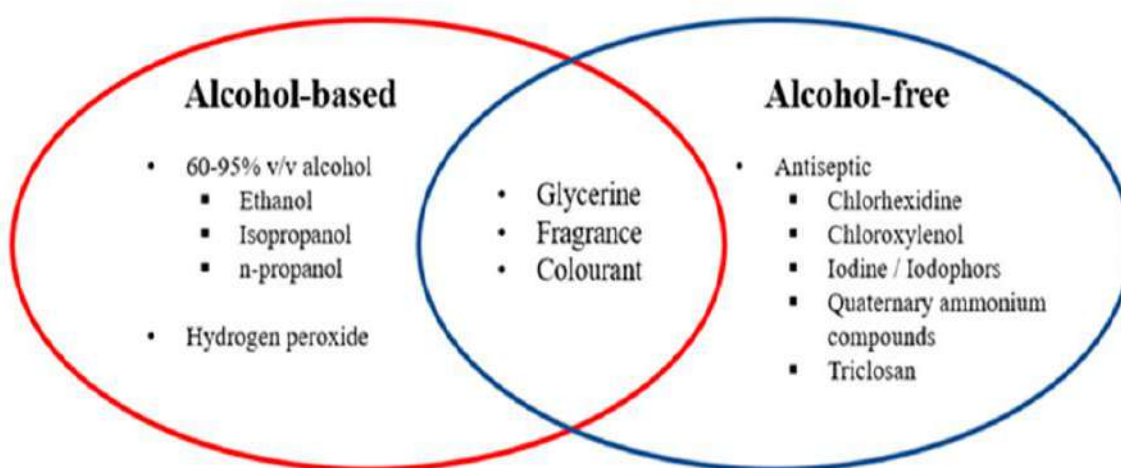 Alcohol-based
• 60-95% v/v alcohol
▪ Ethanol
▪ Isopropanol
▪ n-propanol
• Hydrogen peroxide
• Glycerine
• Fragrance
• Colourant
Alcohol-free
• Antiseptic
▪ Chlorhexidine
▪ Chloroxylenol
▪ Iodine / Iodophors
▪ Quaternary ammonium
compounds
▪ Triclosan